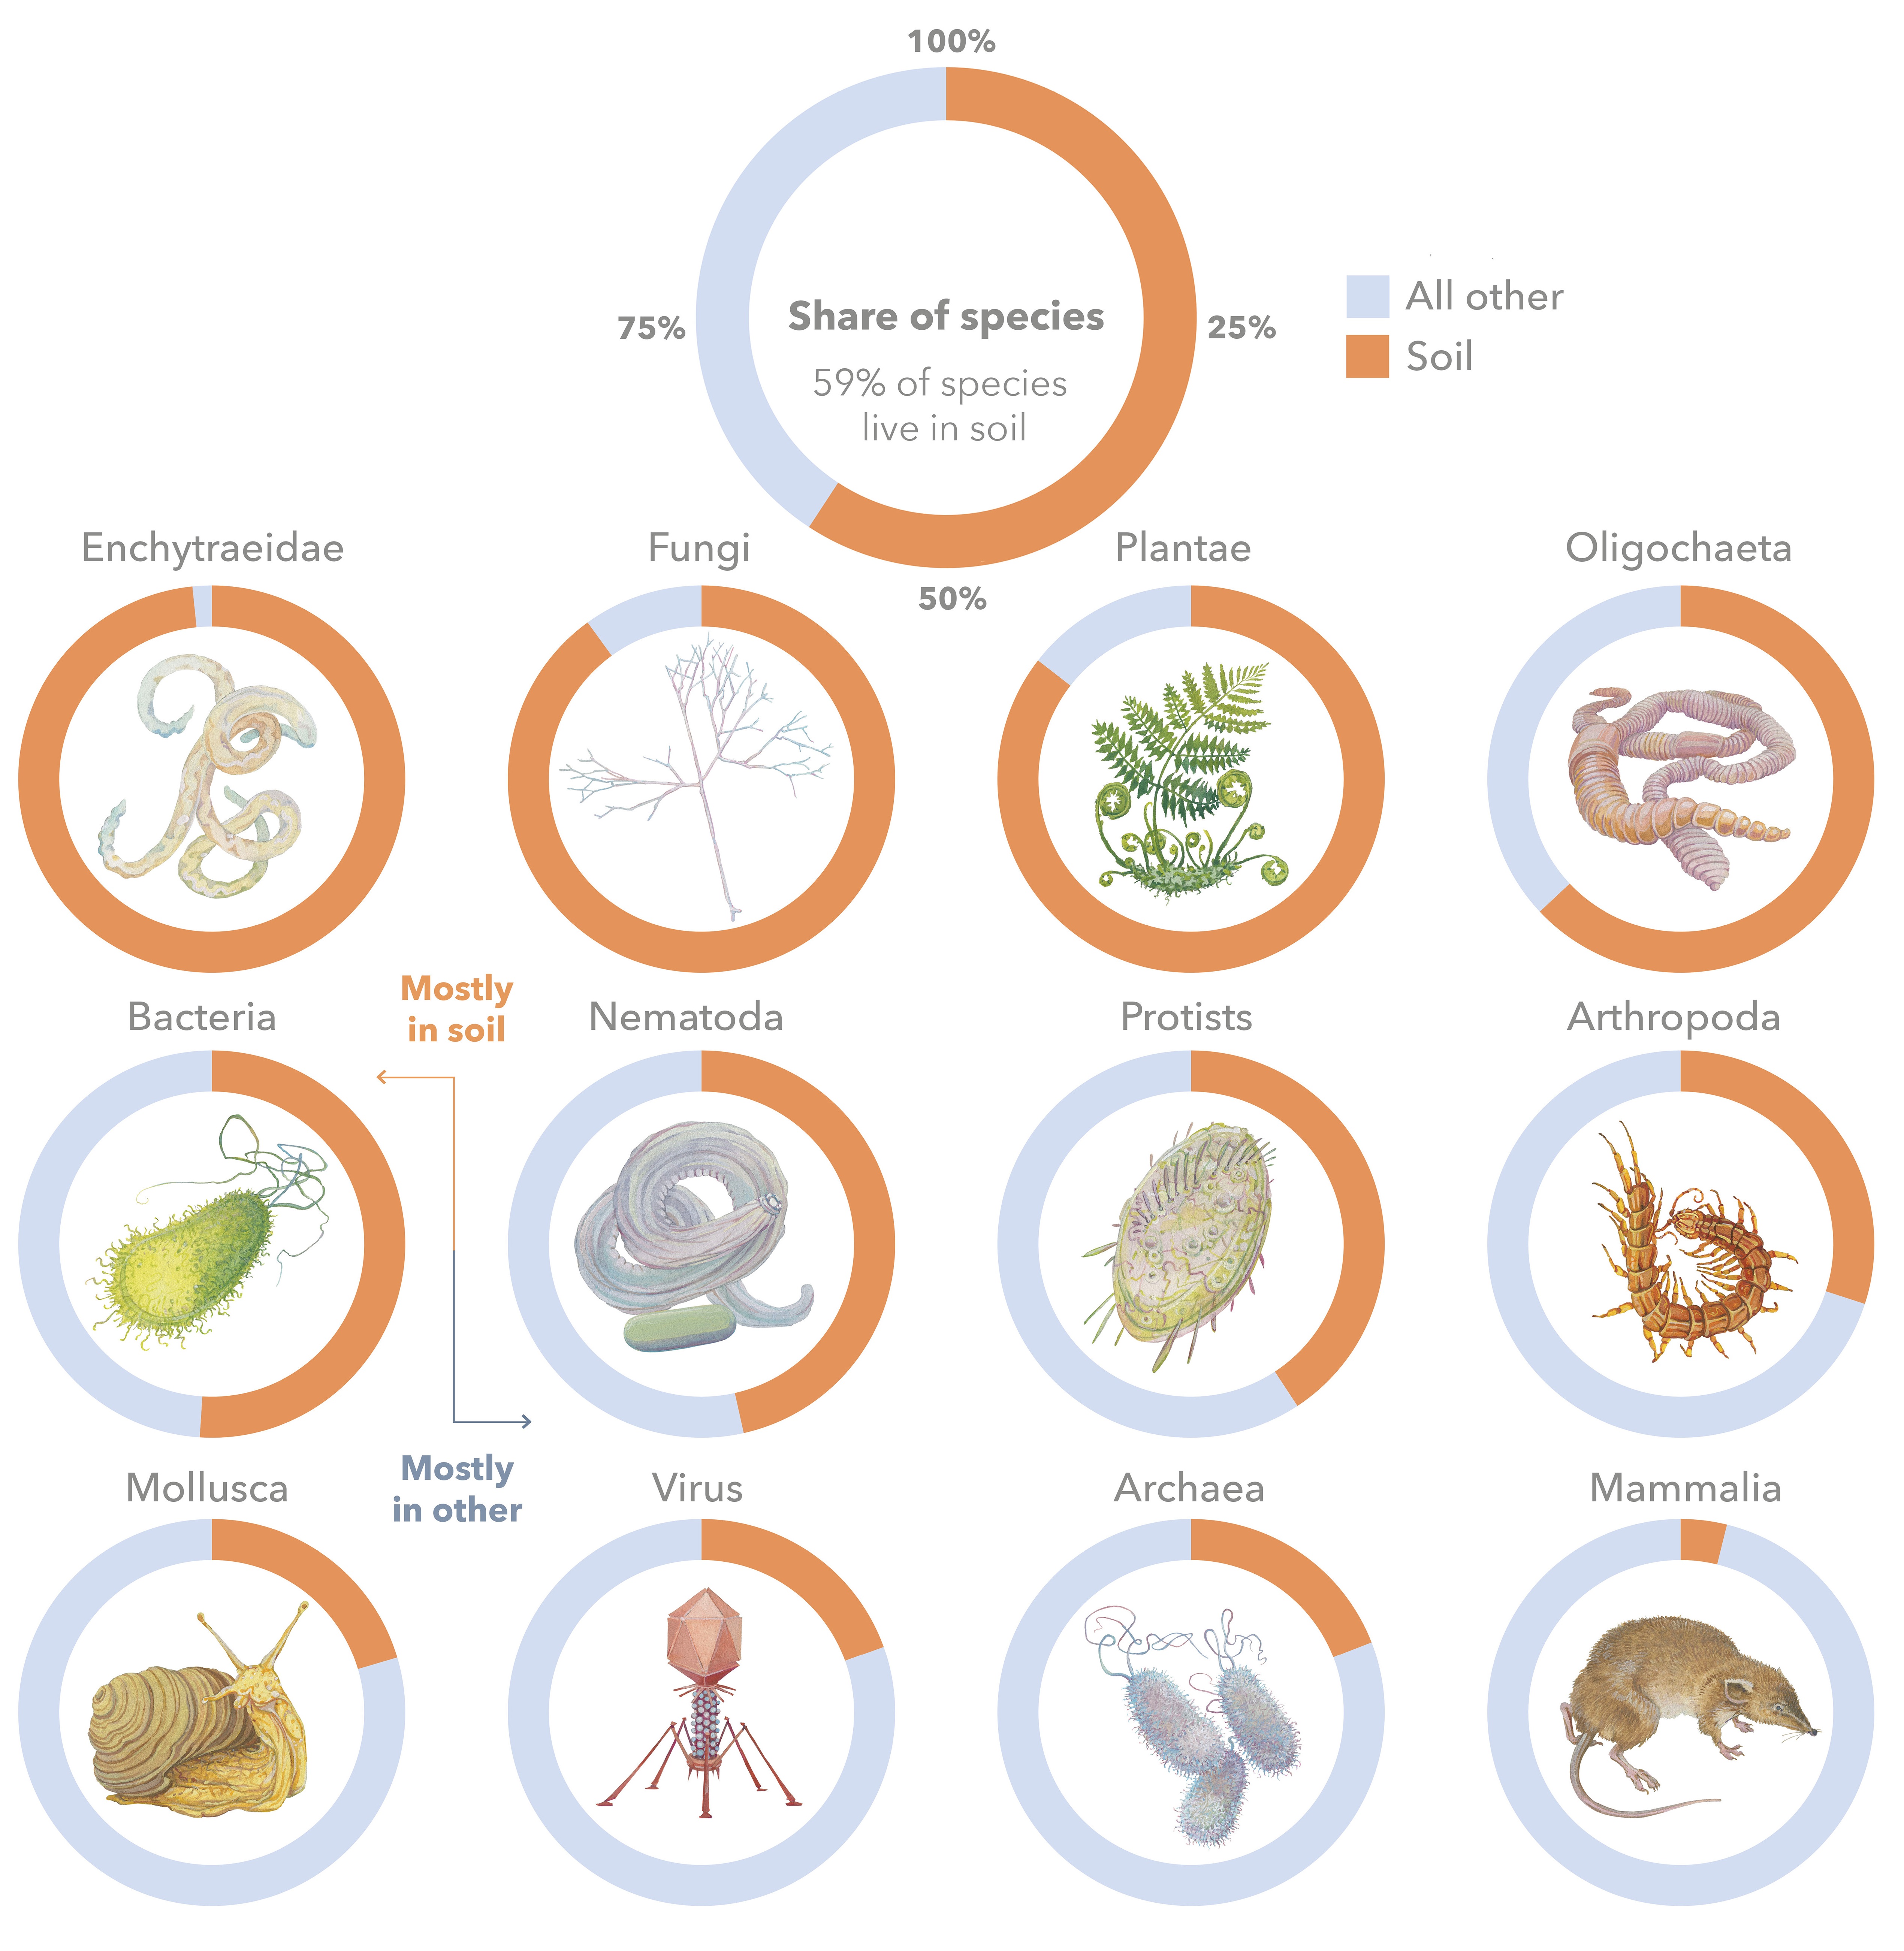 100%
75%
Share of species
25%
59% of species
live in soil
All other
Soil
50%
Enchytraeidae
Fungi
Plantae
Oligochaeta
Mostly
in soil
Bacteria
Nematoda
Protists
Arthropoda
Mostly
in other
Mollusca
Virus
Archaea
Mammalia